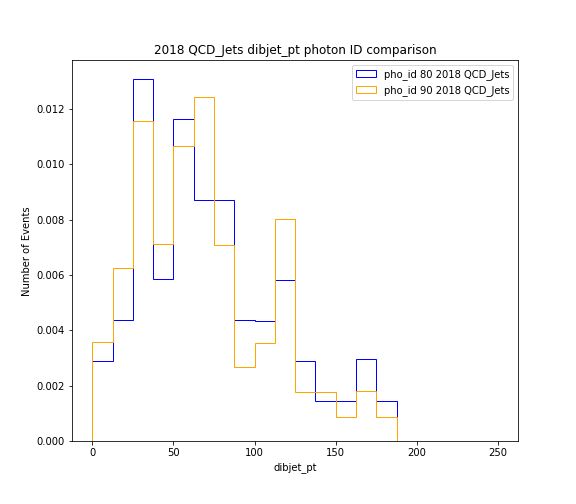 2018 QCD_Jets dibjet_pt photon ID comparison
pho_id 80 2018 QCD_Jets
pho_id 90 2018 QCD_Jets
Number of Events
0.012
0.010
0.008
0.006
0.004
0.002
0.000
0 50 100 150 200 250
dibjet_pt